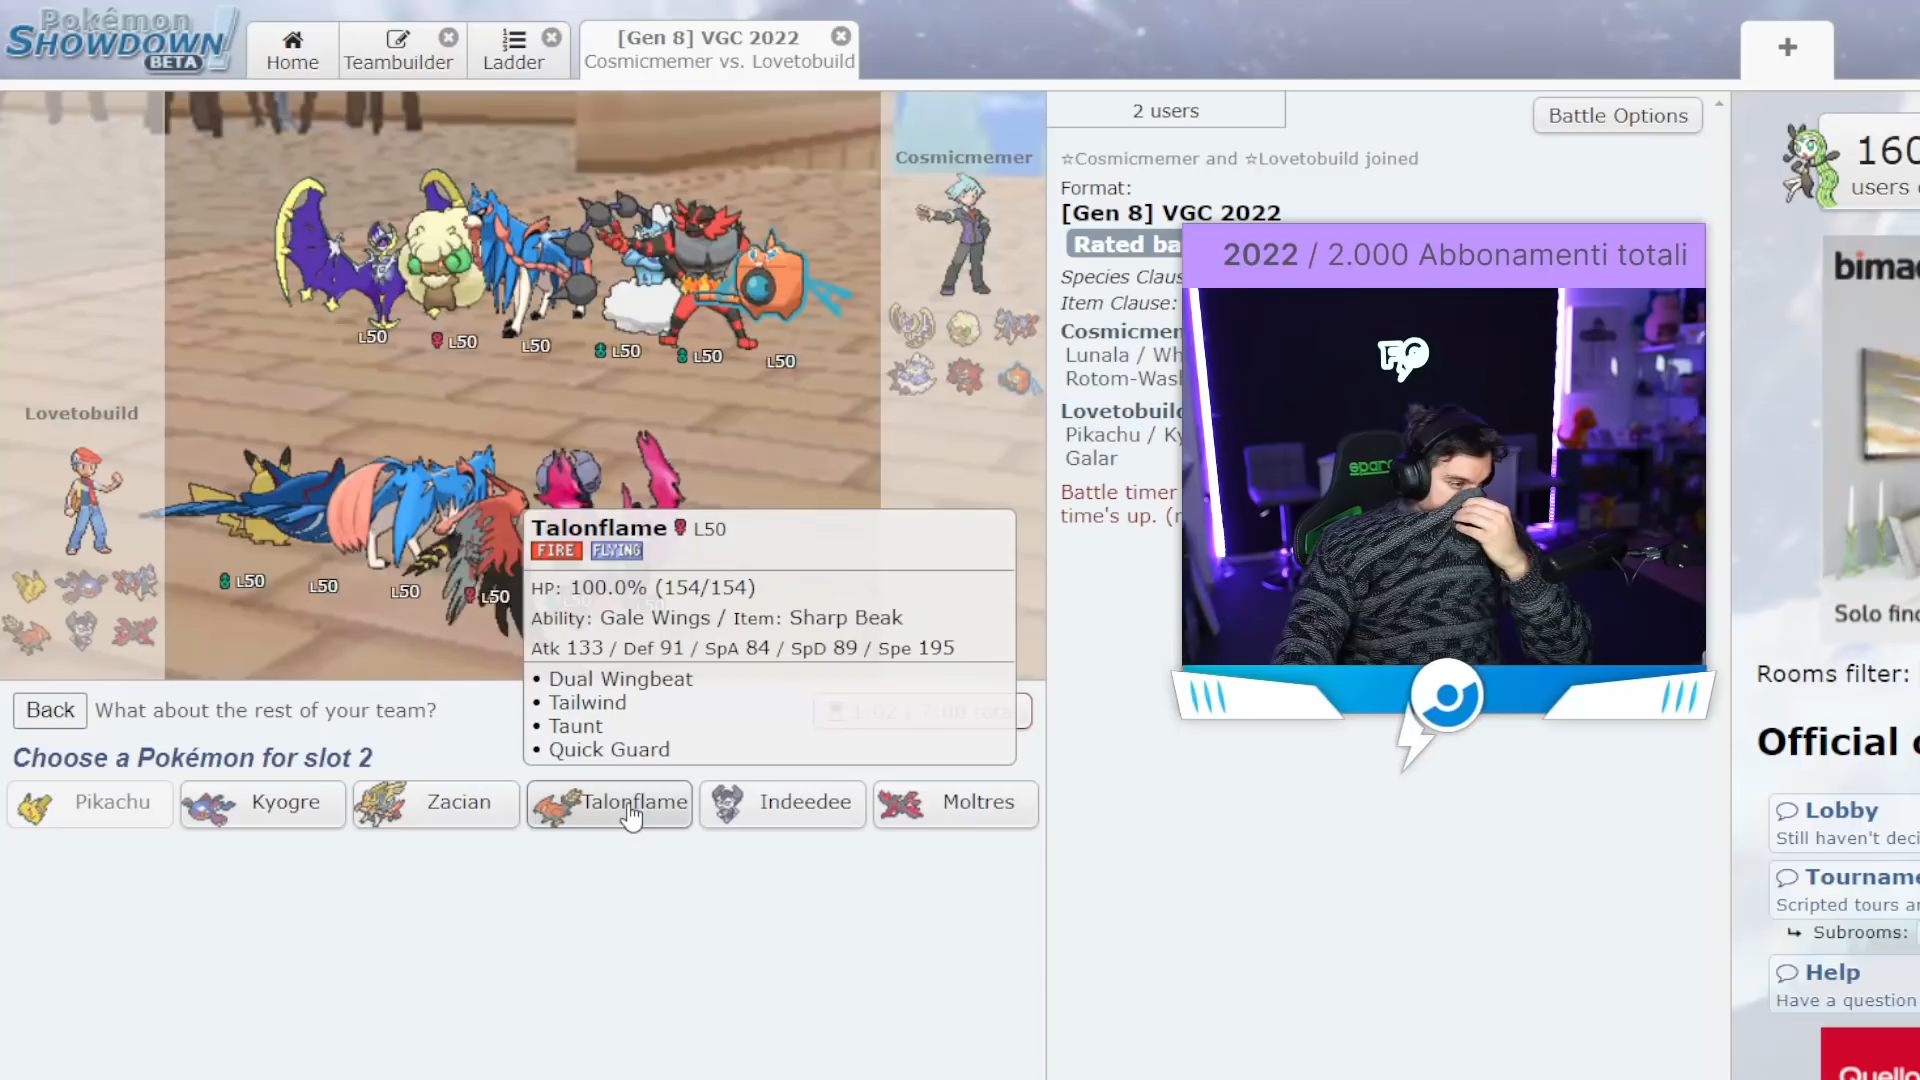 Pokémon
SHOWDOWN!
BETA
Home
Teambuilder
Ladder
[Gen 8] VGC 2022
Cosmicmemer vs. Lovetobuild
+
2 users
Battle Options
☆Cosmicmemer and ☆Lovetobuild joined
Format:
[Gen 8] VGC 2022
Rated ba
Species Claus
Item Clause:
Cosmicmem
Lunala / Wh
Rotom-Wash
Lovetobuild
Pikachu / Ky
Galar
Battle timer
time's up. (r
2022 / 2.000 Abbonamenti totali
sparc
Cosmicmemer
L50
L50
L50
L50
L50
L50
Lovetobuild
L50
L50
L50
L50
Talonflame L50
FIRE FLYING
HP: 100.0% (154/154)
Ability: Gale Wings / Item: Sharp Beak
Atk 133 / Def 91 / SpA 84 / SpD 89 / Spe 195
• Dual Wingbeat
• Tailwind
• Taunt
• Quick Guard
Back
What about the rest of your team?
Choose a Pokémon for slot 2
Pikachu
Kyogre
Zacian
Talonflame
Indeedee
Moltres
160
users o
bima
Solo fino
Rooms filter:
Official c
Lobby
Still haven't deci
Tourname
Scripted tours an
↳ Subrooms:
Help
Have a question
Quello